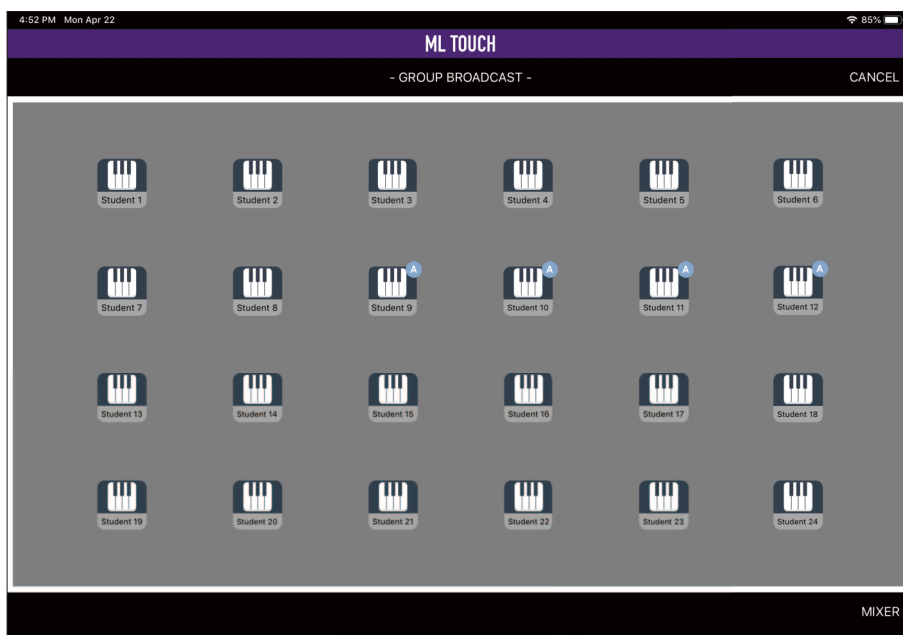 4:52 PM Mon Apr 22 85%
ML TOUCH
- GROUP BROADCAST - CANCEL
Student 1 Student 2 Student 3 Student 4 Student 5 Student 6
A A A A
Student 7 Student 8 Student 9 Student 10 Student 11 Student 12
Student 13 Student 14 Student 15 Student 16 Student 17 Student 18
Student 19 Student 20 Student 21 Student 22 Student 23 Student 24
MIXER